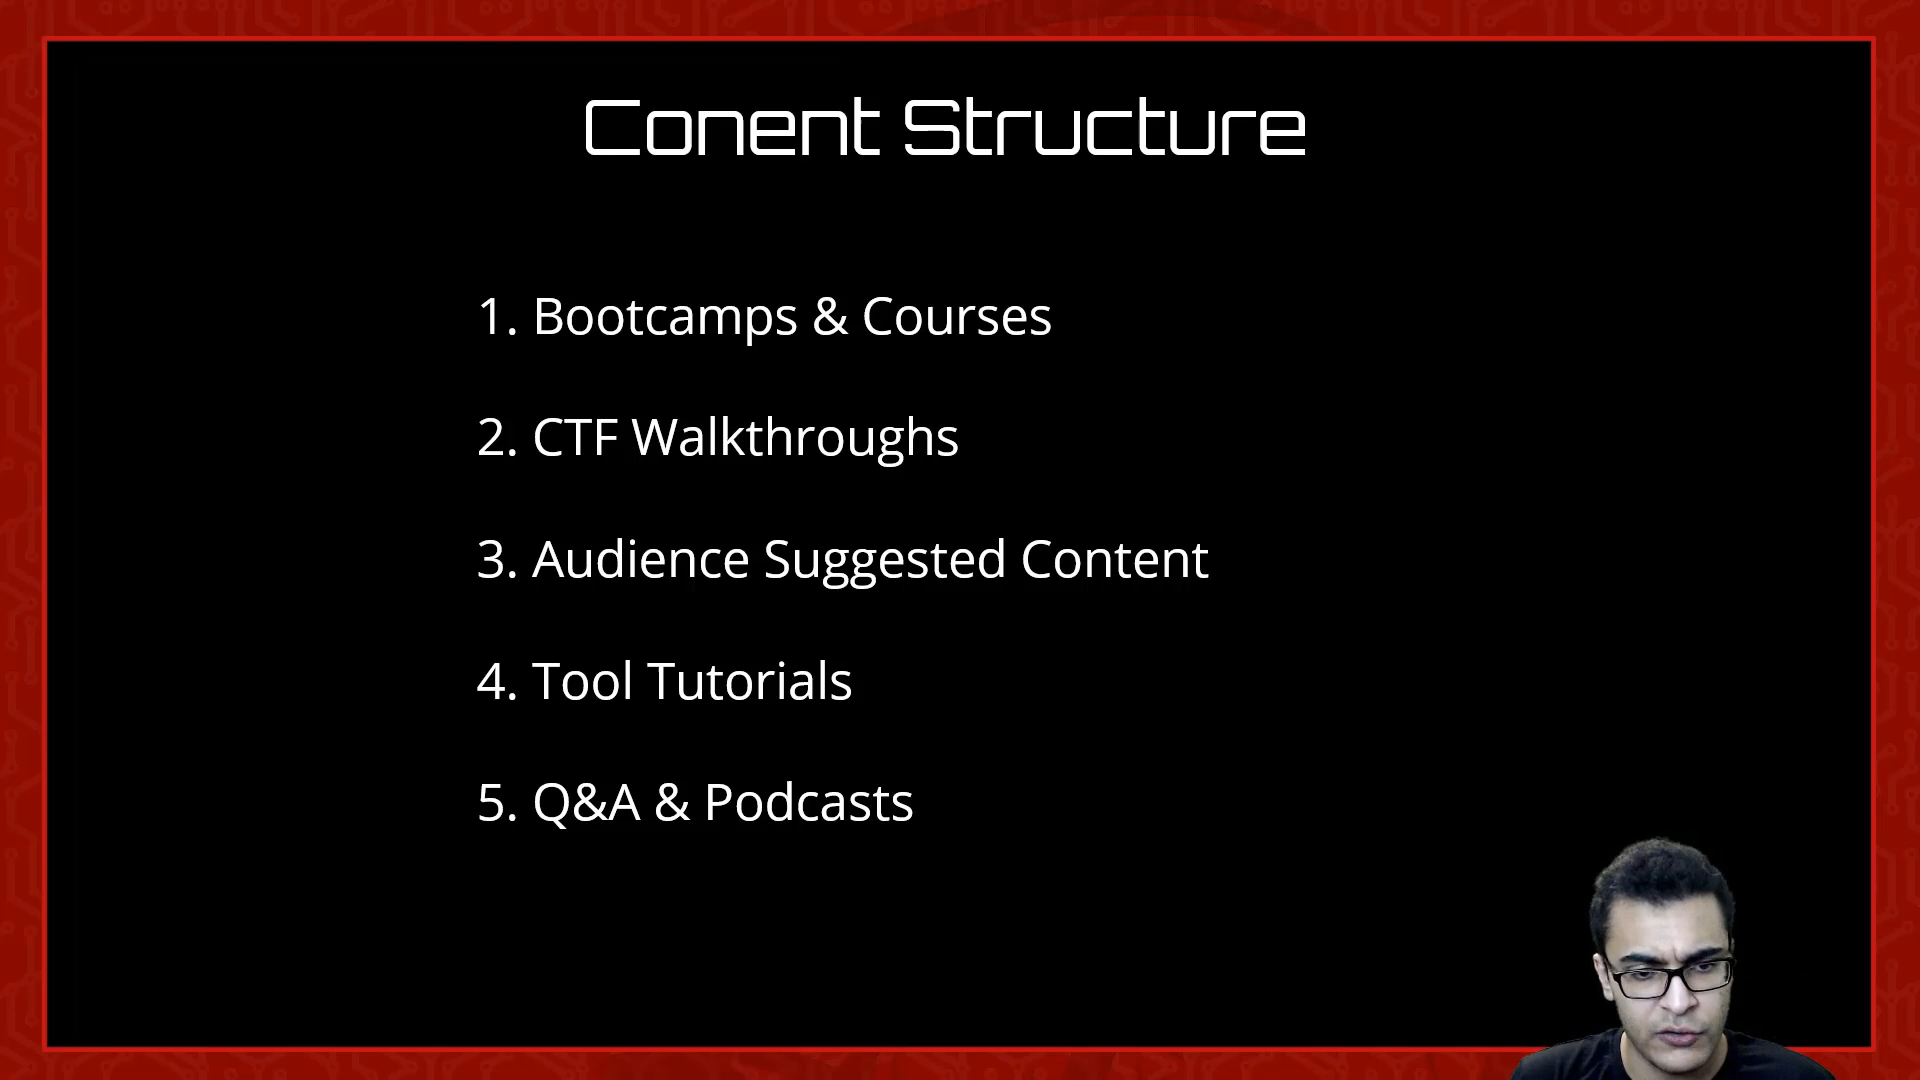 Conent Structure
1. Bootcamps & Courses
2. CTF Walkthroughs
3. Audience Suggested Content
4. Tool Tutorials
5. Q&A & Podcasts